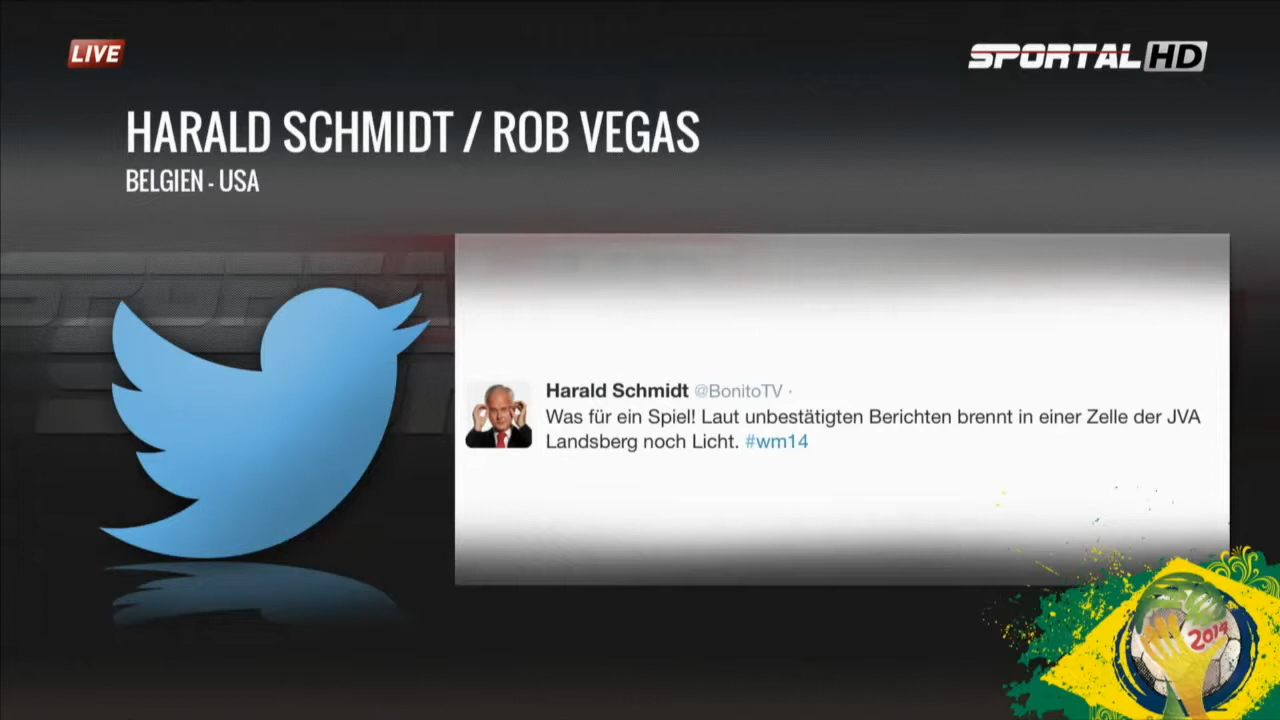 LIVE
SPORTAL HD
HARALD SCHMIDT / ROB VEGAS
BELGIEN - USA
Harald Schmidt @BonitoTV ·
Was für ein Spiel! Laut unbestätigten Berichten brennt in einer Zelle der JVA
Landsberg noch Licht. #wm14
2014